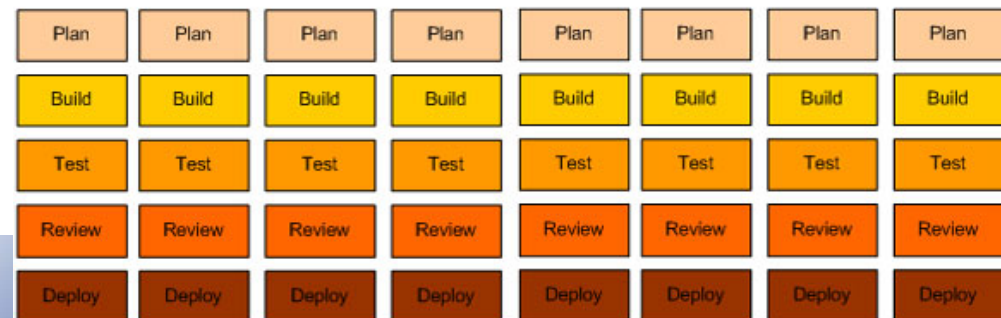 Plan Plan Plan Plan Plan Plan Plan Plan
Build Build Build Build Build Build Build Build
Test Test Test Test Test Test Test Test
Review Review Review Review Review Review Review Review
Deploy Deploy Deploy Deploy Deploy Deploy Deploy Deploy